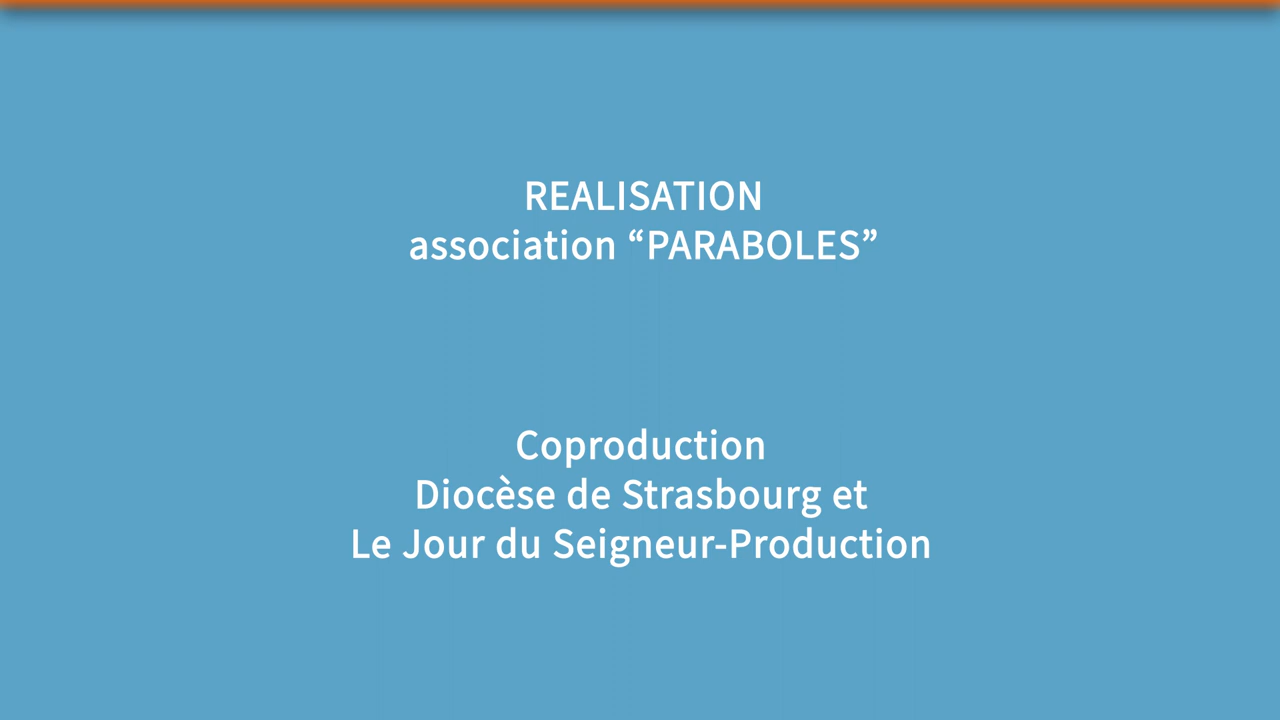 REALISATION
association “PARABOLES”
Coproduction
Diocèse de Strasbourg et
Le Jour du Seigneur-Production